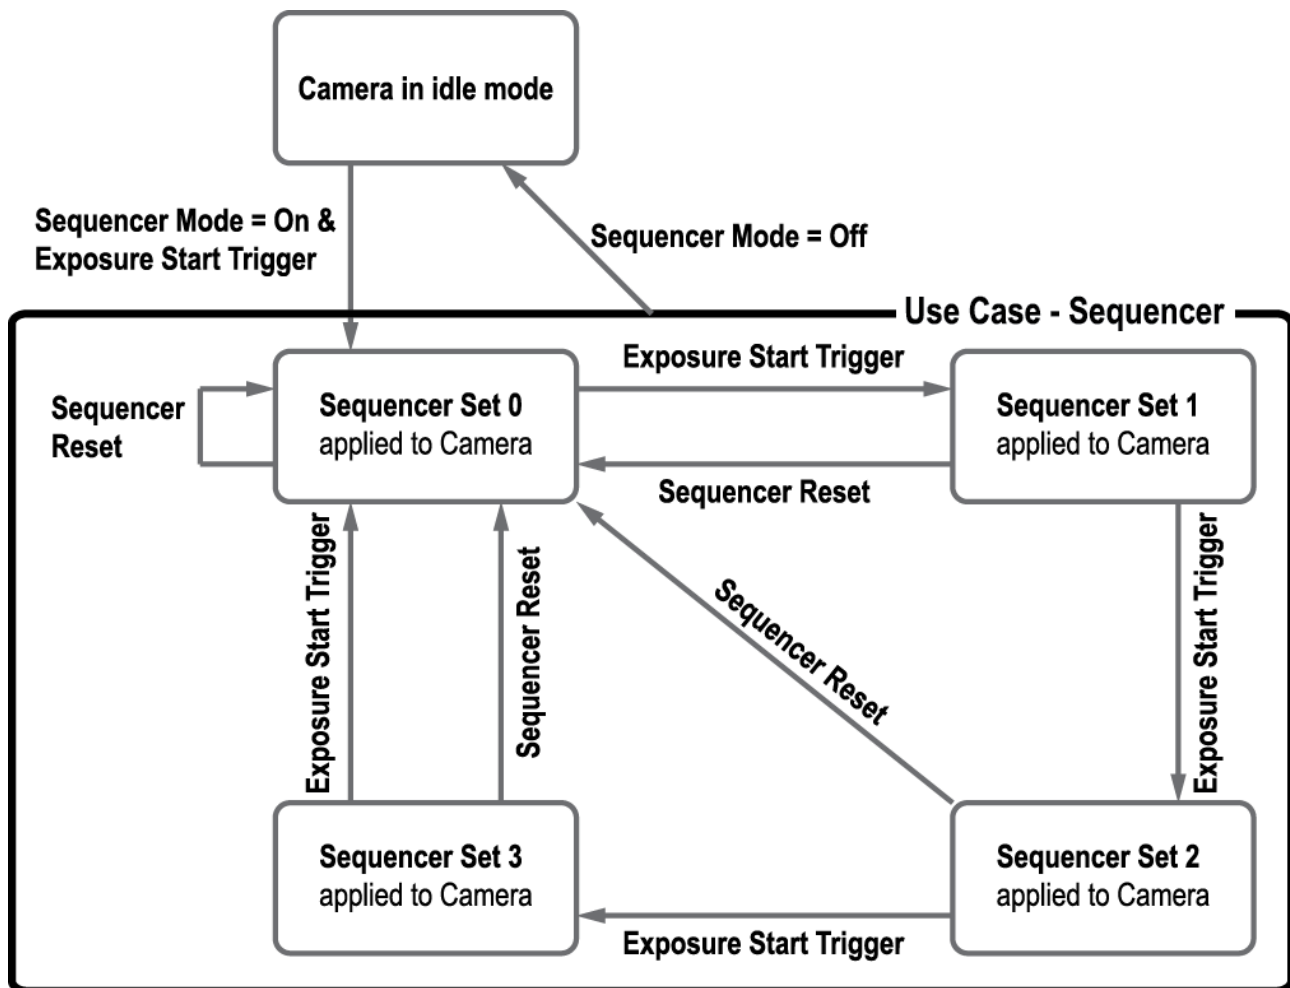 Camera in idle mode
Sequencer Mode = On &
Exposure Start Trigger
Sequencer Mode = Off
Use Case - Sequencer
Sequencer
Reset
Sequencer Set 0
applied to Camera
Exposure Start Trigger
Sequencer Reset
Sequencer Set 1
applied to Camera
Exposure Start Trigger
Sequencer Reset
Sequencer Reset
Exposure Start Trigger
Sequencer Set 3
applied to Camera
Exposure Start Trigger
Sequencer Set 2
applied to Camera